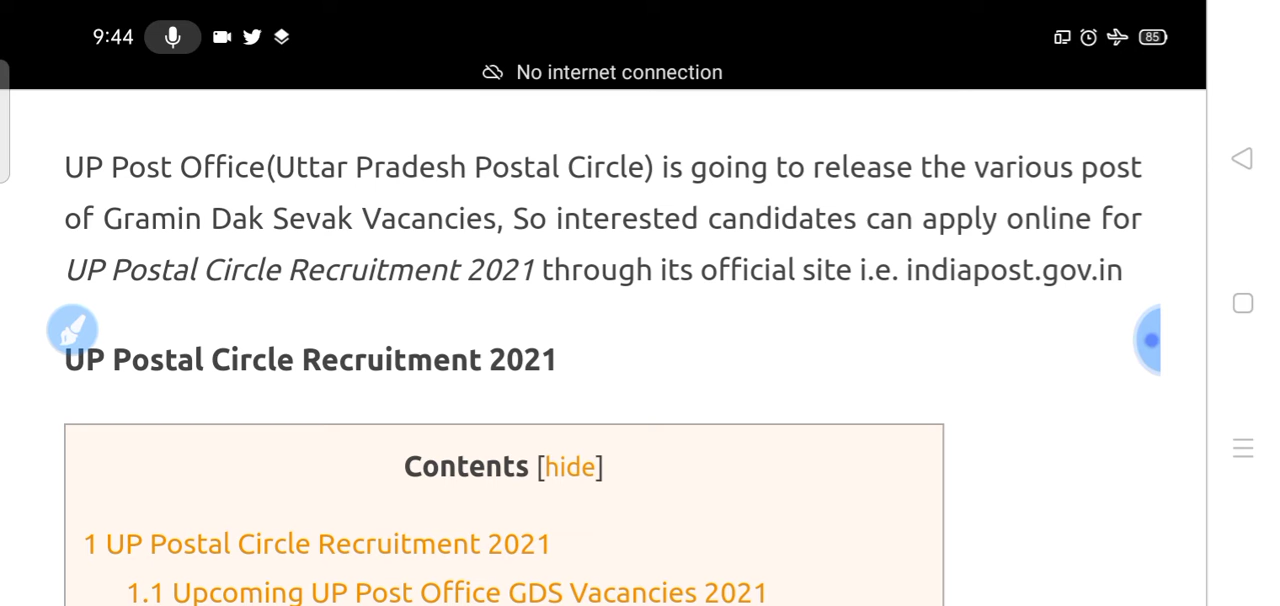 9:44
85
No internet connection
UP Post Office(Uttar Pradesh Postal Circle) is going to release the various post
of Gramin Dak Sevak Vacancies, So interested candidates can apply online for
UP Postal Circle Recruitment 2021 through its official site i.e. indiapost.gov.in
UP Postal Circle Recruitment 2021
Contents [hide]
1 UP Postal Circle Recruitment 2021
1.1 Upcoming UP Post Office GDS Vacancies 2021